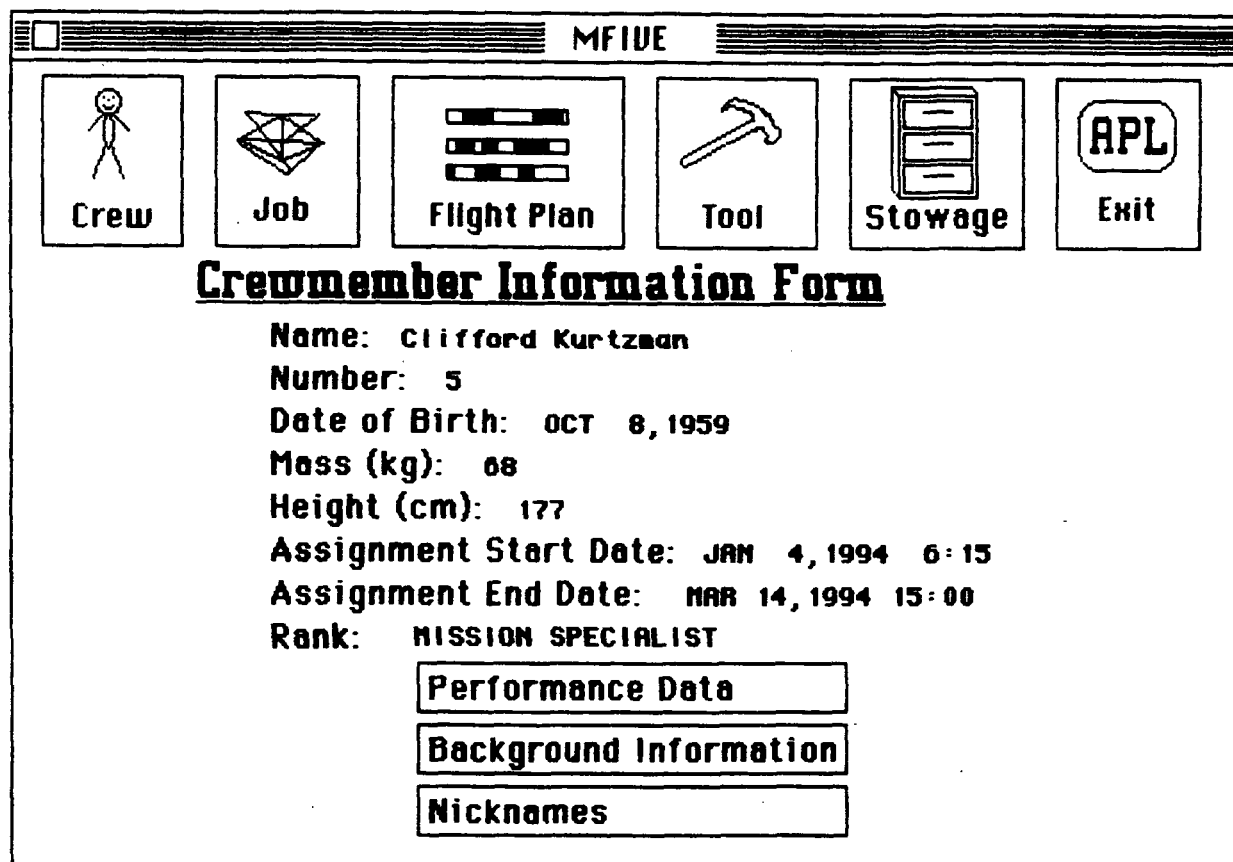 MFIVE
Crew Job Flight Plan Tool Stowage APL Exit
Crewmember Information Form
Name: Clifford Kurtzman
Number: 5
Date of Birth: OCT 8,1959
Mass (kg): 68
Height (cm): 177
Assignment Start Date: JAN 4,1994 6:15
Assignment End Date: MAR 14,1994 15:00
Rank: MISSION SPECIALIST
Performance Data
Background Information
Nicknames